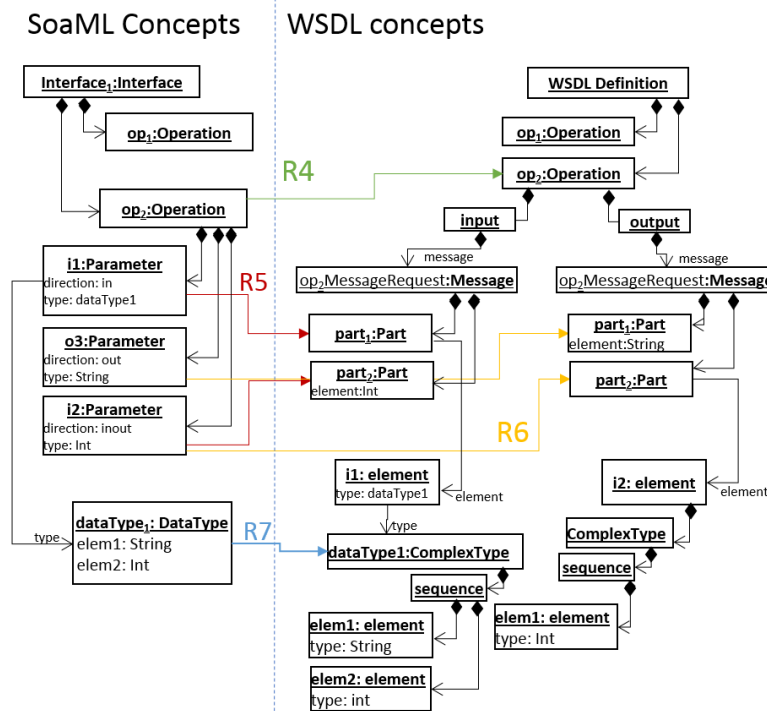 SoaML Concepts
WSDL concepts
Interface₁:Interface
WSDL Definition
op₁:Operation
op₁:Operation
R4
op₂:Operation
op₂:Operation
input
output
message
message
op₂MessageRequest:Message
op₂MessageRequest:Message
i1:Parameter
direction: in
type: dataType1
R5
part₁:Part
part₁:Part
element:String
o3:Parameter
direction: out
type: String
part₂:Part
element:Int
part₂:Part
i2:Parameter
direction: inout
type: Int
R6
i1: element
type: dataType1
element
i2: element
element
type
dataType₁: DataType
elem1: String
elem2: Int
R7
type
dataType1:ComplexType
ComplexType
sequence
sequence
elem1: element
type: String
elem1: element
type: Int
elem2: element
type: int